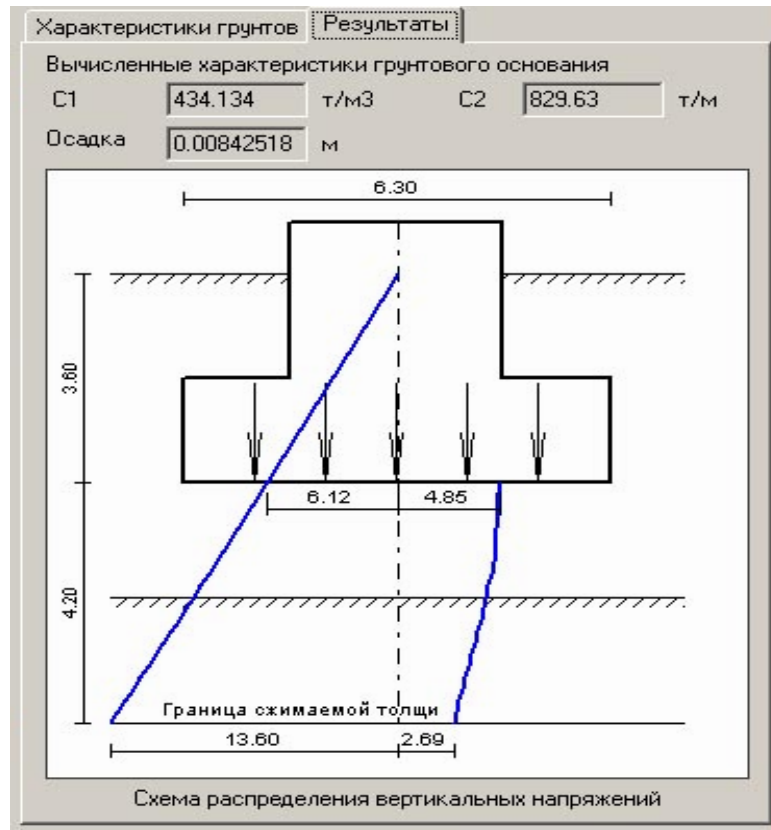 Характеристики грунтов Результаты
Вычисленные характеристики грунтового основания
C1 434.134 т/м3 C2 829.63 т/м
Осадка 0.00842518 м
6.30
3.60
6.12 4.85
4.20
Граница сжимаемой толщи
13.60 2.69
Схема распределения вертикальных напряжений